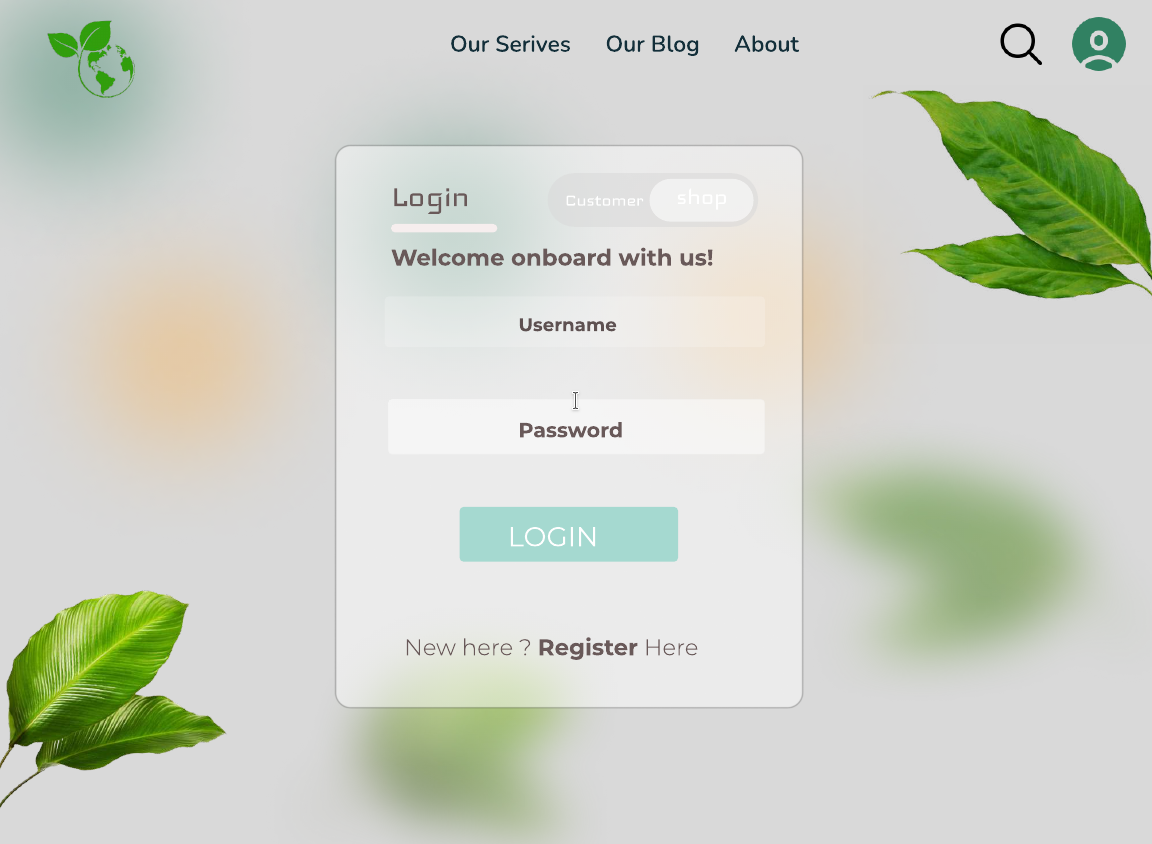 Our Serives Our Blog About
Login Customer shop
Welcome onboard with us!
Username
Password
LOGIN
New here ? Register Here